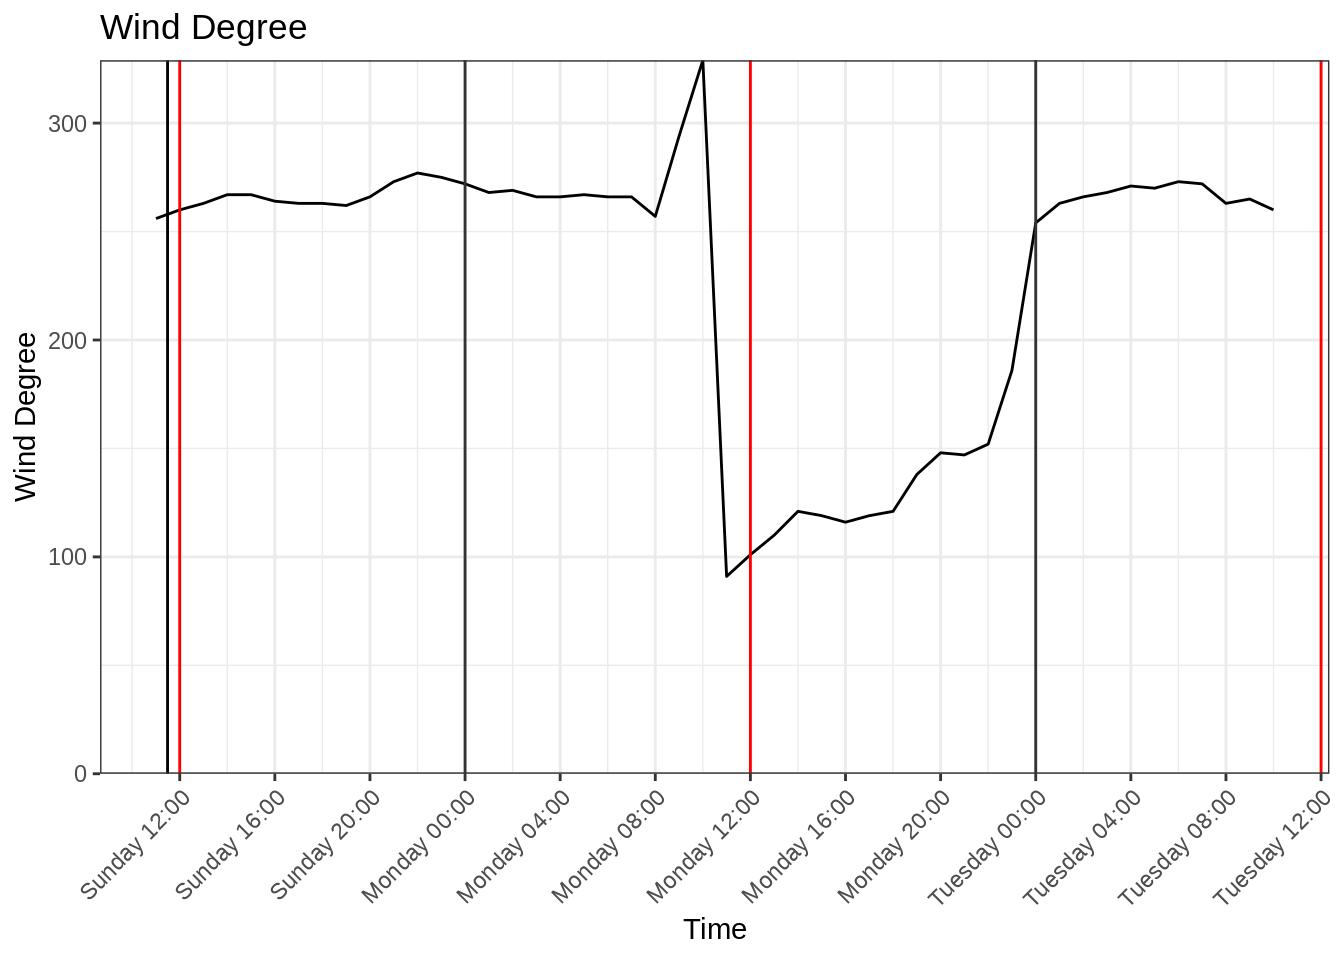 Wind Degree
Wind Degree
300
200
100
0
Sunday 12:00
Sunday 16:00
Sunday 20:00
Monday 00:00
Monday 04:00
Monday 08:00
Monday 12:00
Monday 16:00
Monday 20:00
Tuesday 00:00
Tuesday 04:00
Tuesday 08:00
Tuesday 12:00
Time